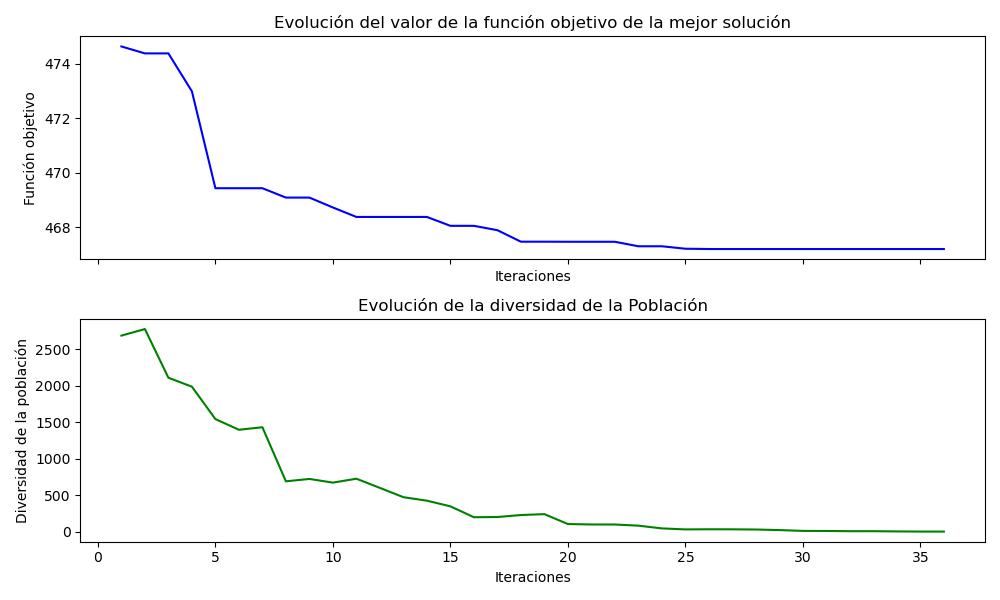 Evolución del valor de la función objetivo de la mejor solución
474
472
470
468
Función objetivo
Iteraciones
Evolución de la diversidad de la Población
2500
2000
1500
1000
500
0
Diversidad de la población
0 5 10 15 20 25 30 35
Iteraciones